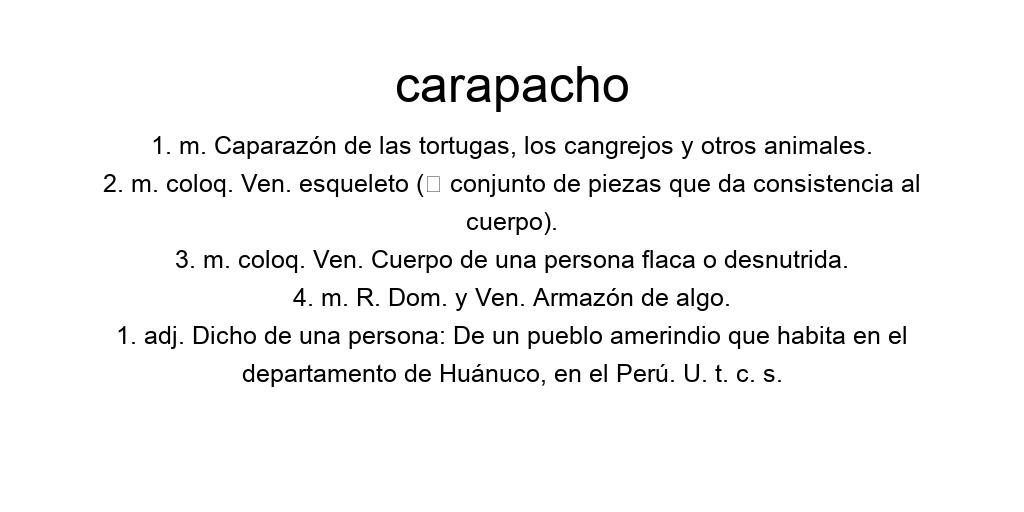 carapacho
1. m. Caparazón de las tortugas, los cangrejos y otros animales.
2. m. coloq. Ven. esqueleto (□ conjunto de piezas que da consistencia al
cuerpo).
3. m. coloq. Ven. Cuerpo de una persona flaca o desnutrida.
4. m. R. Dom. y Ven. Armazón de algo.
1. adj. Dicho de una persona: De un pueblo amerindio que habita en el
departamento de Huánuco, en el Perú. U. t. c. s.